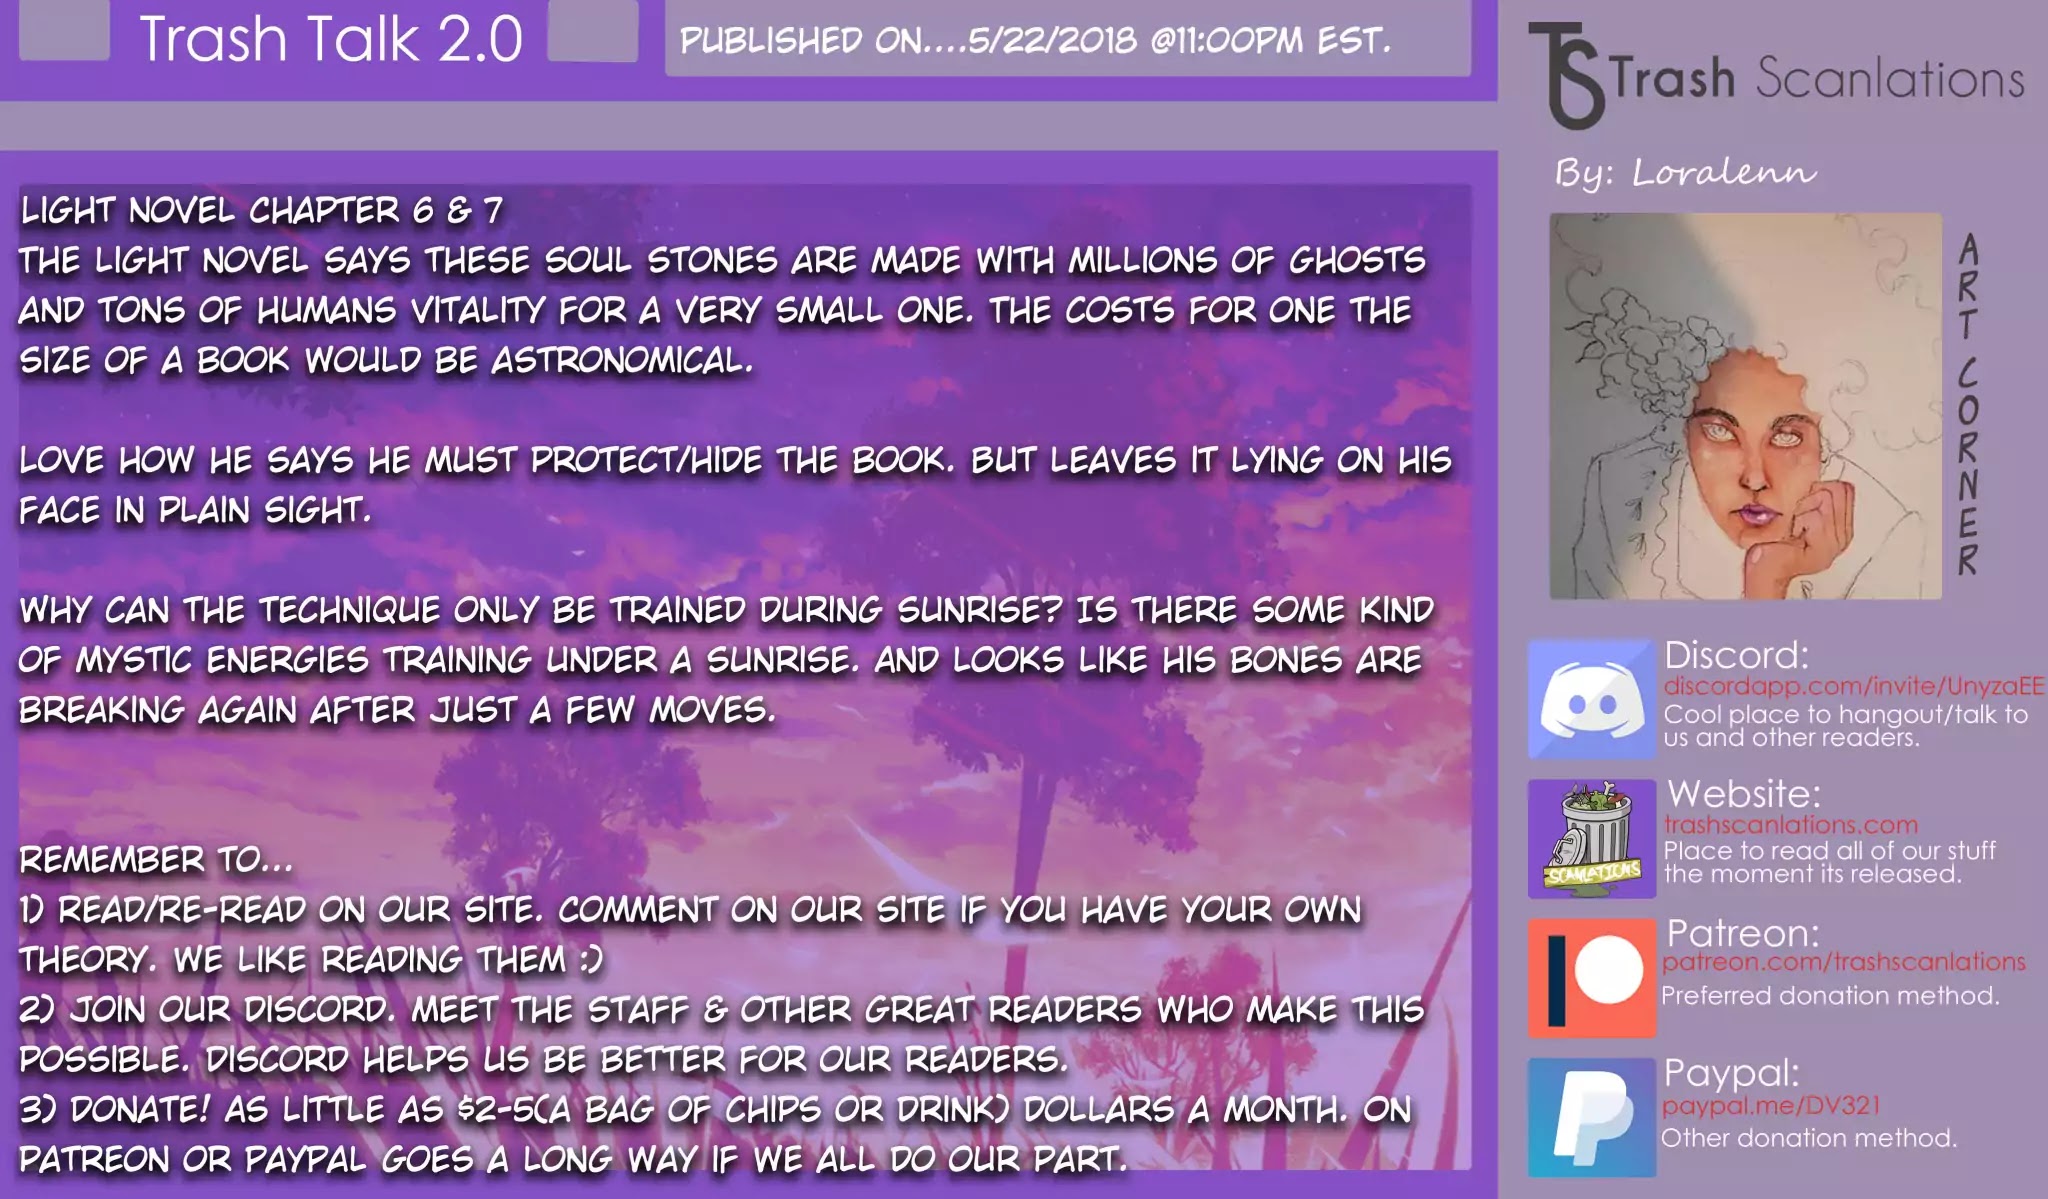 Trash Talk 2.0
PUBLISHED ON....5/22/2018 @11:00PM EST.
LIGHT NOVEL CHAPTER 6 & 7
THE LIGHT NOVEL SAYS THESE SOUL STONES ARE MADE WITH MILLIONS OF GHOSTS
AND TONS OF HUMANS VITALITY FOR A VERY SMALL ONE. THE COSTS FOR ONE THE
SIZE OF A BOOK WOULD BE ASTRONOMICAL.
LOVE HOW HE SAYS HE MUST PROTECT/HIDE THE BOOK. BUT LEAVES IT LYING ON HIS
FACE IN PLAIN SIGHT.
WHY CAN THE TECHNIQUE ONLY BE TRAINED DURING SUNRISE? IS THERE SOME KIND
OF MYSTIC ENERGIES TRAINING UNDER A SUNRISE. AND LOOKS LIKE HIS BONES ARE
BREAKING AGAIN AFTER JUST A FEW MOVES.
REMEMBER TO...
1) READ/RE-READ ON OUR SITE. COMMENT ON OUR SITE IF YOU HAVE YOUR OWN
THEORY. WE LIKE READING THEM :)
2) JOIN OUR DISCORD. MEET THE STAFF & OTHER GREAT READERS WHO MAKE THIS
POSSIBLE. DISCORD HELPS US BE BETTER FOR OUR READERS.
3) DONATE! AS LITTLE AS $2-5(A BAG OF CHIPS OR DRINK) DOLLARS A MONTH. ON
PATREON OR PAYPAL GOES A LONG WAY IF WE ALL DO OUR PART.
TS Trash Scanlations
By: Loralenn
ART CORNER
Discord:
discordapp.com/invite/UnyzaEE
Cool place to hangout/talk to
us and other readers.
SCANLATIONS
Website:
trashscanlations.com
Place to read all of our stuff
the moment its released.
Patreon:
patreon.com/trashscanlations
Preferred donation method.
Paypal:
paypal.me/DV321
Other donation method.